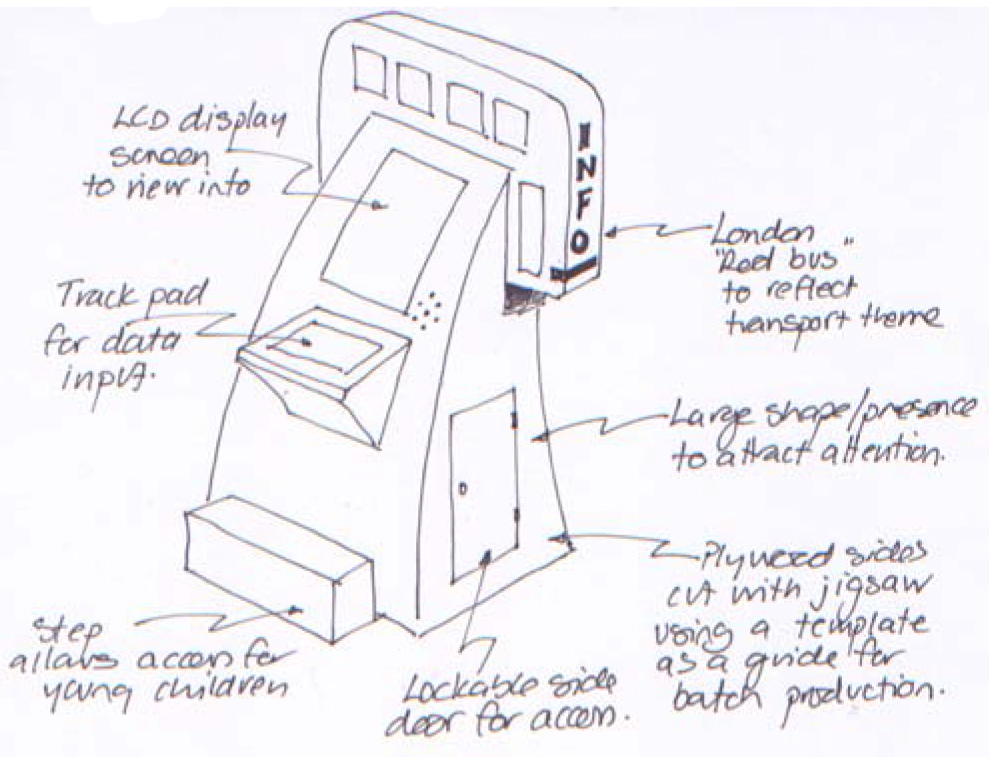 LCD display
screen
to view into
INFO
London
"Red bus"
to reflect
transport theme
Track pad
for data
input.
Large shape/presence
to attract attention.
Plywood sides
cut with jigsaw
using a template
as a guide for
batch production.
Step
allows access for
young children
Lockable side
door for access.